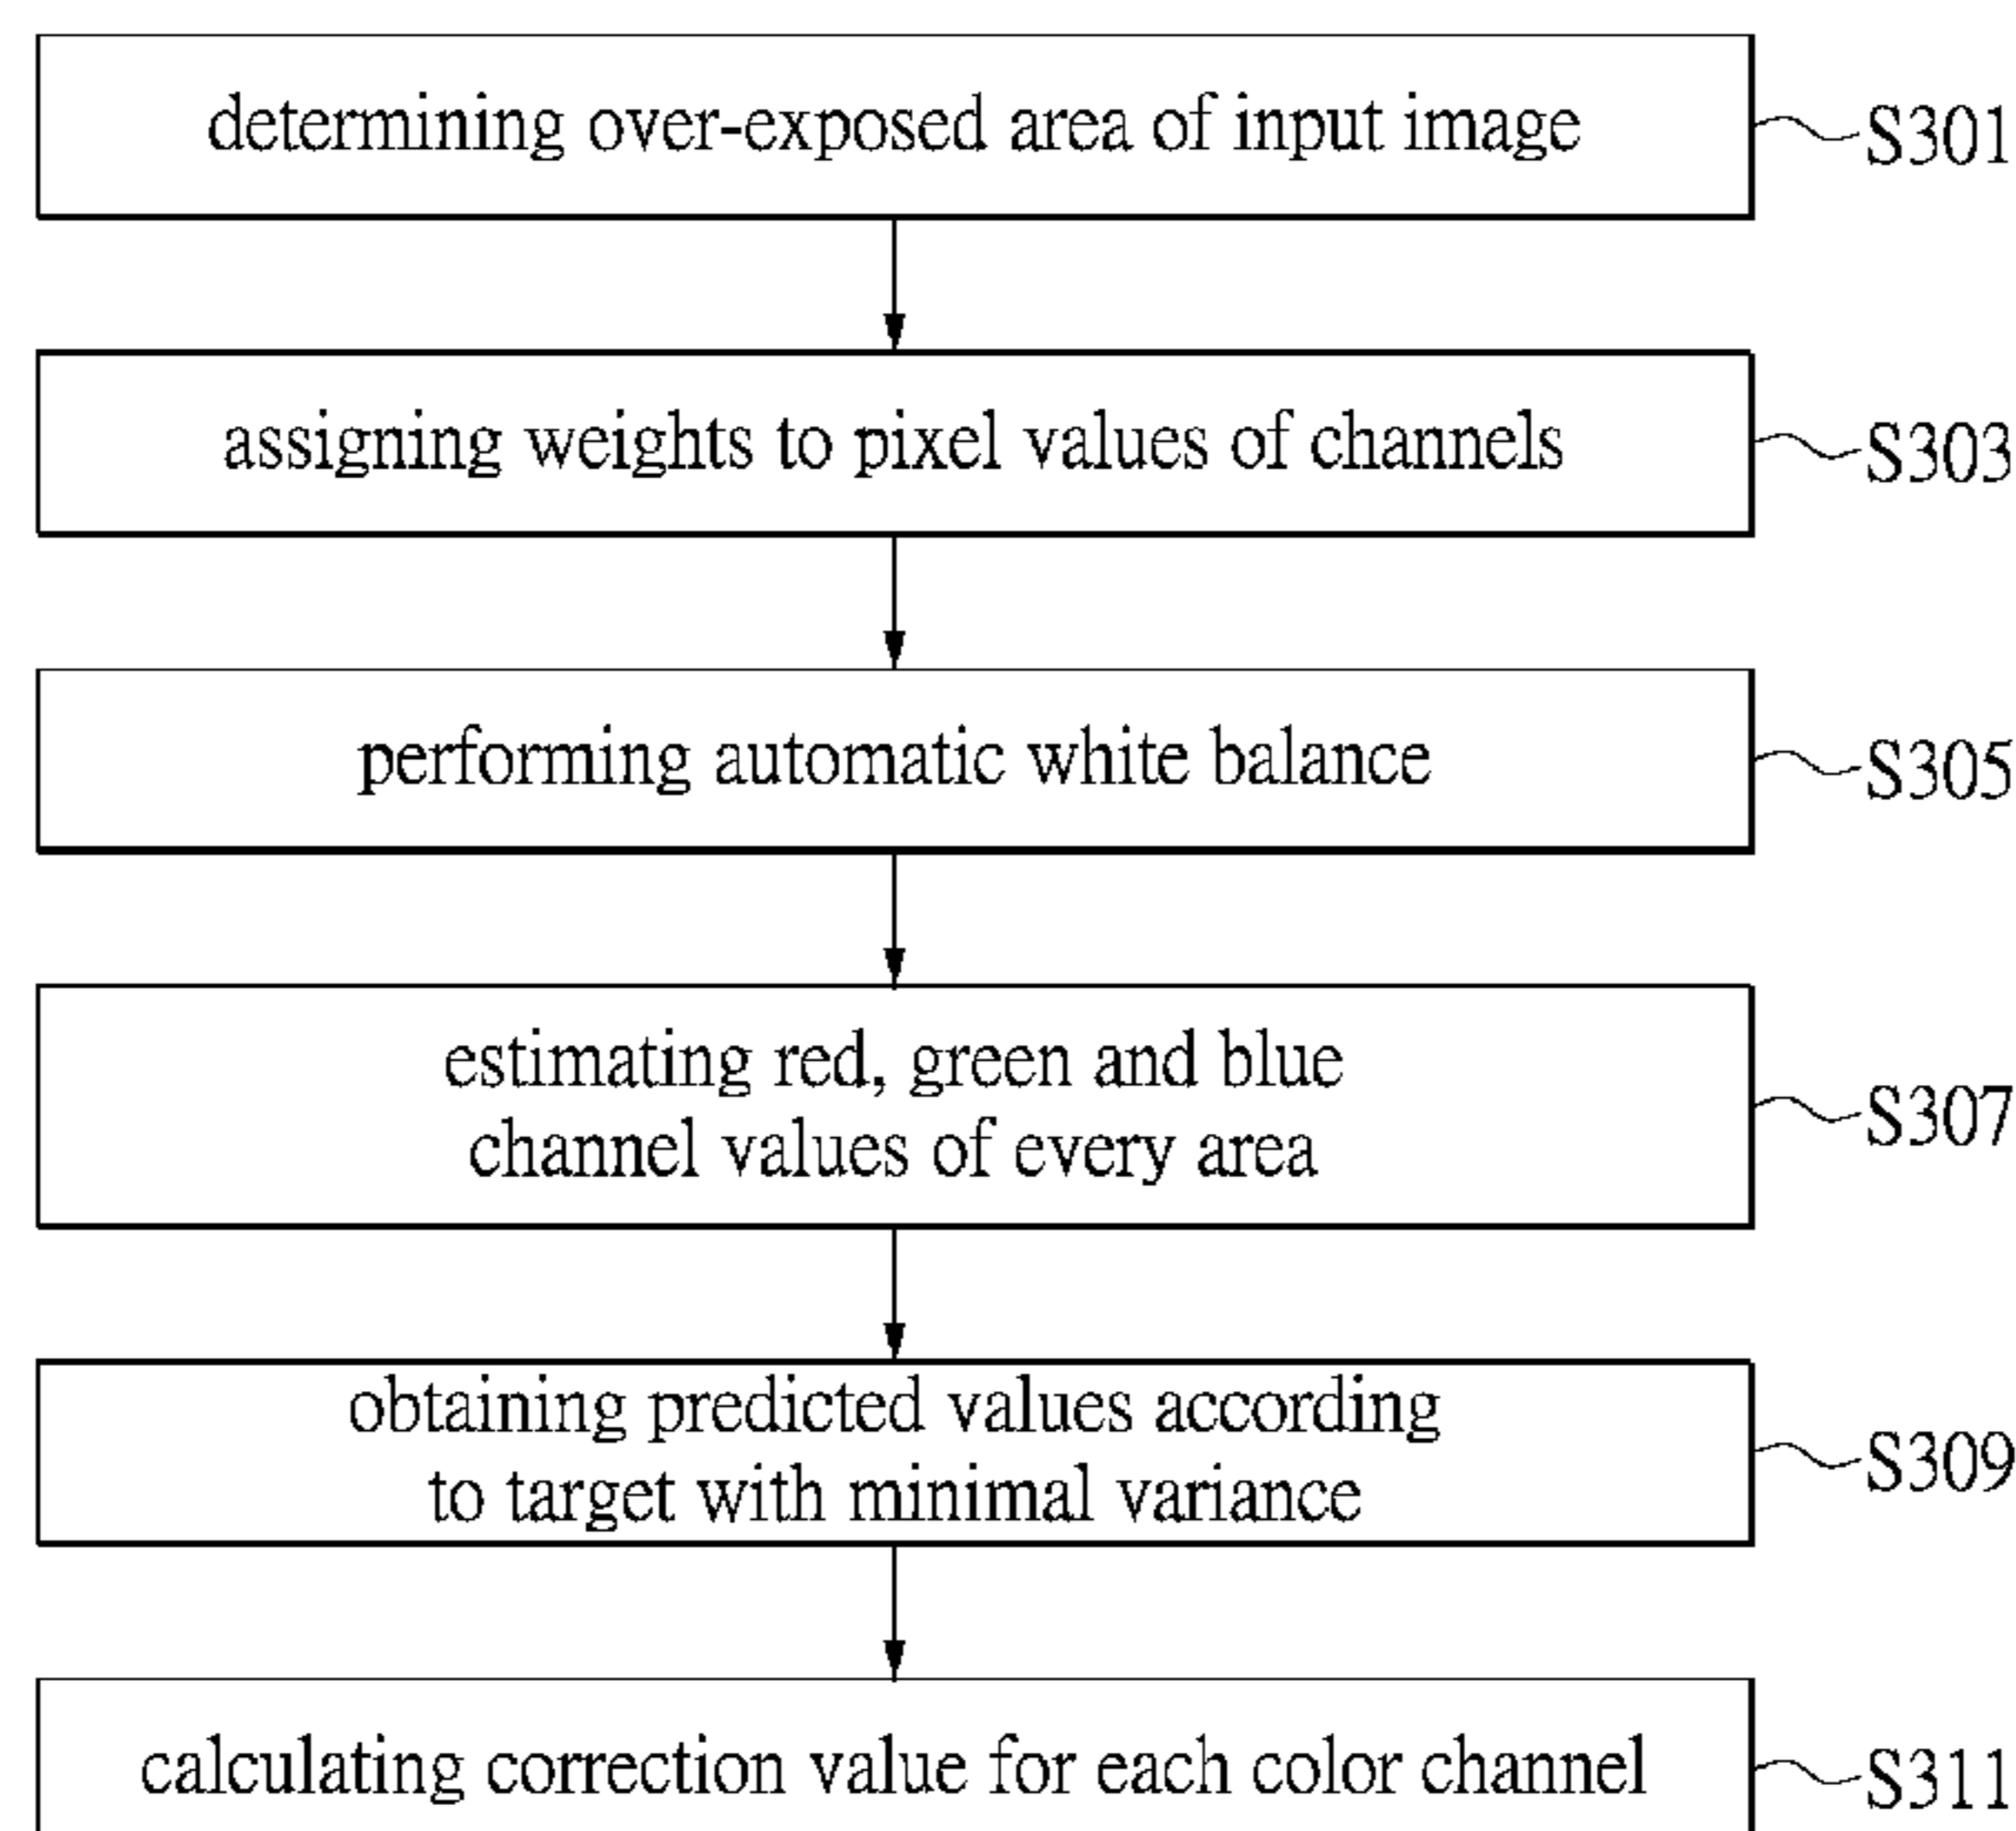 determining over-exposed area of input image
S301
assigning weights to pixel values of channels
S303
performing automatic white balance
S305
estimating red, green and blue
channel values of every area
S307
obtaining predicted values according
to target with minimal variance
S309
calculating correction value for each color channel
S311